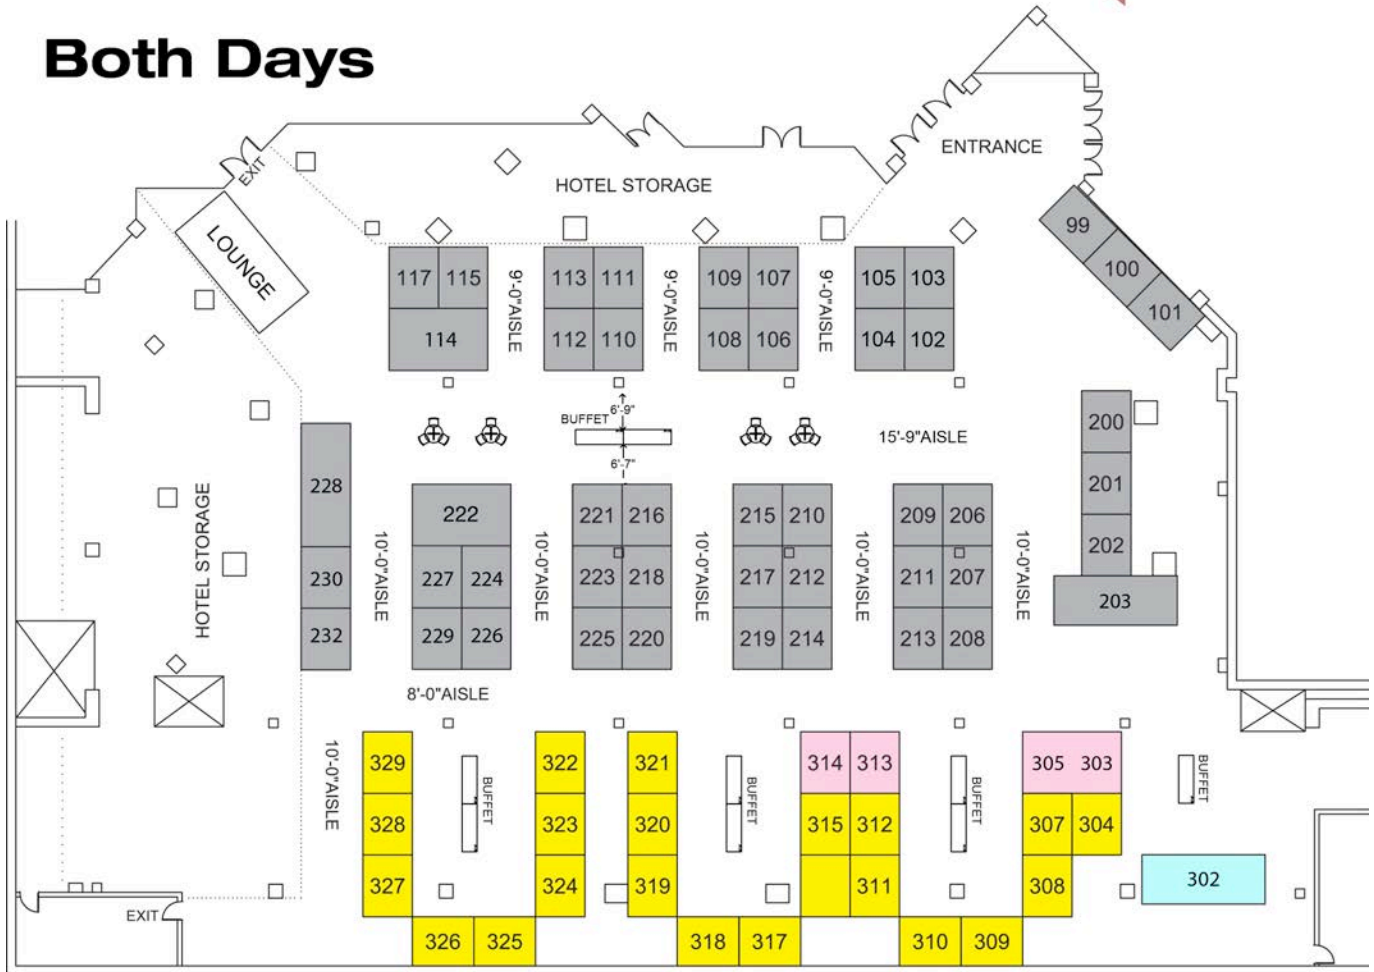 Both Days
ENTRANCE
EXIT
HOTEL STORAGE
LOUNGE
99
100
101
117 115
114
9'-0"AISLE
113 111
112 110
9'-0"AISLE
109 107
108 106
9'-0"AISLE
105 103
104 102
BUFFET
6'-9"
6'-7"
15'-9"AISLE
200
201
202
203
HOTEL STORAGE
228
230
232
10'-0"AISLE
222
227 224
229 226
10'-0"AISLE
221 216
223 218
225 220
10'-0"AISLE
215 210
217 212
219 214
10'-0"AISLE
209 206
211 207
213 208
10'-0"AISLE
8'-0"AISLE
10'-0"AISLE
329
328
327
326 325
BUFFET
322
323
324
321
320
319
318 317
BUFFET
314 313
315 312
311
310 309
BUFFET
305 303
307 304
308
BUFFET
302
EXIT